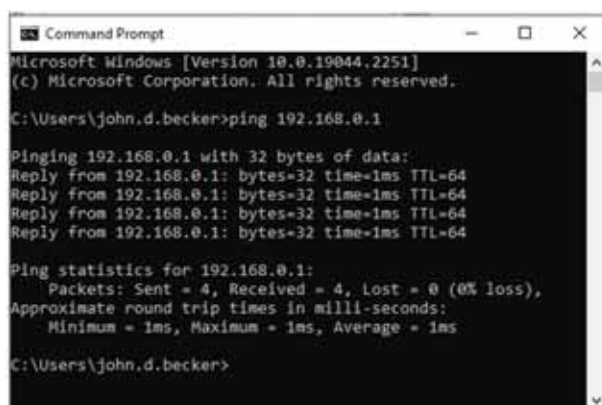 Command Prompt
Microsoft Windows [Version 10.0.19044.2251]
(c) Microsoft Corporation. All rights reserved.
C:\Users\john.d.becker>ping 192.168.0.1
Pinging 192.168.0.1 with 32 bytes of data:
Reply from 192.168.0.1: bytes=32 time=1ms TTL=64
Reply from 192.168.0.1: bytes=32 time=1ms TTL=64
Reply from 192.168.0.1: bytes=32 time=1ms TTL=64
Reply from 192.168.0.1: bytes=32 time=1ms TTL=64
Ping statistics for 192.168.0.1:
    Packets: Sent = 4, Received = 4, Lost = 0 (0% loss),
Approximate round trip times in milli-seconds:
    Minimum = 1ms, Maximum = 1ms, Average = 1ms
C:\Users\john.d.becker>